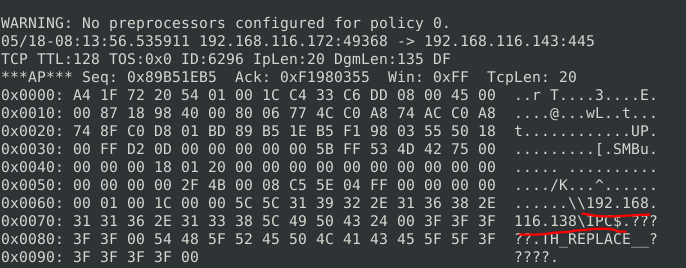 WARNING: No preprocessors configured for policy 0.
05/18-08:13:56.535911 192.168.116.172:49368 -> 192.168.116.143:445
TCP TTL:128 TOS:0x0 ID:6296 IpLen:20 DgmLen:135 DF
***AP*** Seq: 0x89B51EB5  Ack: 0xF1980355  Win: 0xFF  TcpLen: 20
0x0000: A4 1F 72 20 54 01 00 1C C4 33 C6 DD 08 00 45 00  ..r T....3....E.
0x0010: 00 87 18 98 40 00 80 06 77 4C C0 A8 74 AC C0 A8  ....@...wL..t...
0x0020: 74 8F C0 D8 01 BD 89 B5 1E B5 F1 98 03 55 50 18  t............UP.
0x0030: 00 FF D2 0D 00 00 00 00 00 5B FF 53 4D 42 75 00  .........[.SMBu.
0x0040: 00 00 00 18 01 20 00 00 00 00 00 00 00 00 00 00  ..... ..........
0x0050: 00 00 00 00 2F 4B 00 08 C5 5E 04 FF 00 00 00 00  ..../K...^......
0x0060: 00 01 00 1C 00 00 5C 5C 31 39 32 2E 31 36 38 2E  ......\\192.168.
0x0070: 31 31 36 2E 31 33 38 5C 49 50 43 24 00 3F 3F 3F  116.138\IPC$.???
0x0080: 3F 3F 00 54 48 5F 52 45 50 4C 41 43 45 5F 5F 3F  ??.TH_REPLACE__?
0x0090: 3F 3F 3F 3F 00  ????.